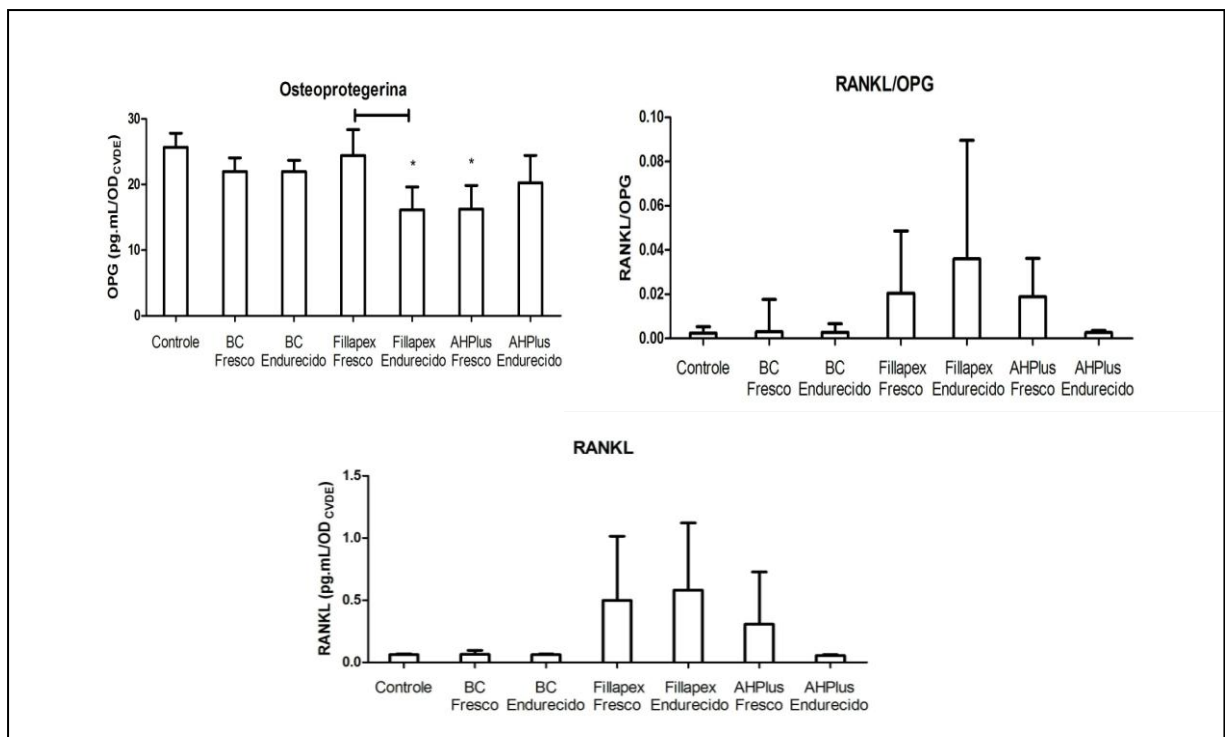 Osteoprotegerina
OPG (pg.mL/OD CVDE)
30
20
10
0
*
*
Controle
BC Fresco
BC Endurecido
Fillapex Fresco
Fillapex Endurecido
AHPlus Fresco
AHPlus Endurecido
RANKL/OPG
RANKL/OPG
0.10
0.08
0.06
0.04
0.02
0.00
Controle
BC Fresco
BC Endurecido
Fillapex Fresco
Fillapex Endurecido
AHPlus Fresco
AHPlus Endurecido
RANKL
RANKL (pg.mL/OD CVDE)
1.5
1.0
0.5
0.0
Controle
BC Fresco
BC Endurecido
Fillapex Fresco
Fillapex Endurecido
AHPlus Fresco
AHPlus Endurecido